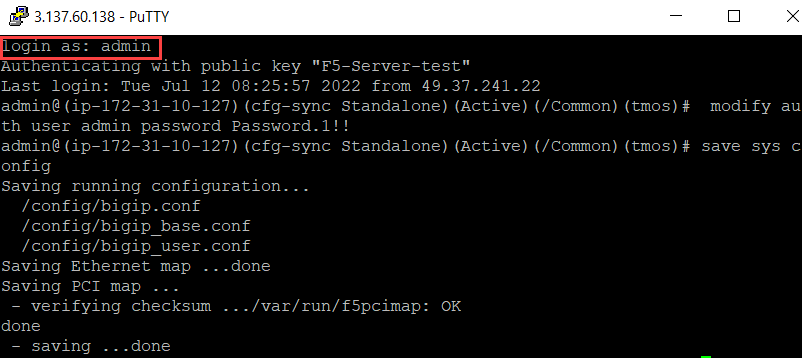 3.137.60.138 - PuTTY
login as: admin
Authenticating with public key "F5-Server-test"
Last login: Tue Jul 12 08:25:57 2022 from 49.37.241.22
admin@(ip-172-31-10-127)(cfg-sync Standalone)(Active)(/Common)(tmos)#  modify au
th user admin password Password.1!!
admin@(ip-172-31-10-127)(cfg-sync Standalone)(Active)(/Common)(tmos)# save sys c
onfig
Saving running configuration...
  /config/bigip.conf
  /config/bigip_base.conf
  /config/bigip_user.conf
Saving Ethernet map ...done
Saving PCI map ...
 - verifying checksum .../var/run/f5pcimap: OK
done
 - saving ...done